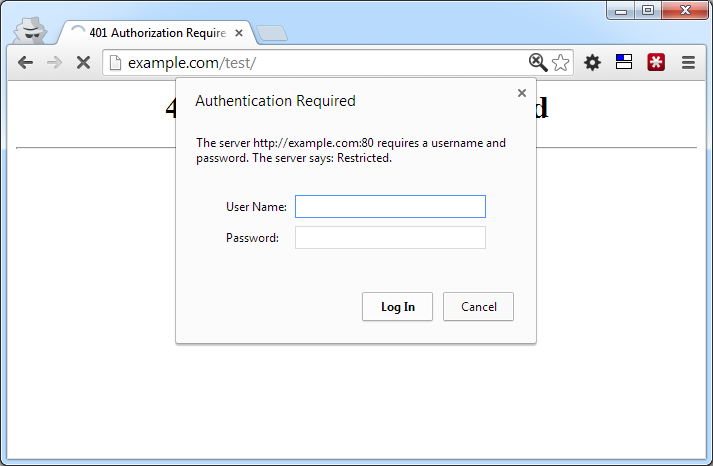 401 Authorization Require
example.com/test/
4
d
Authentication Required
The server http://example.com:80 requires a username and
password. The server says: Restricted.
User Name:
Password:
Log In
Cancel